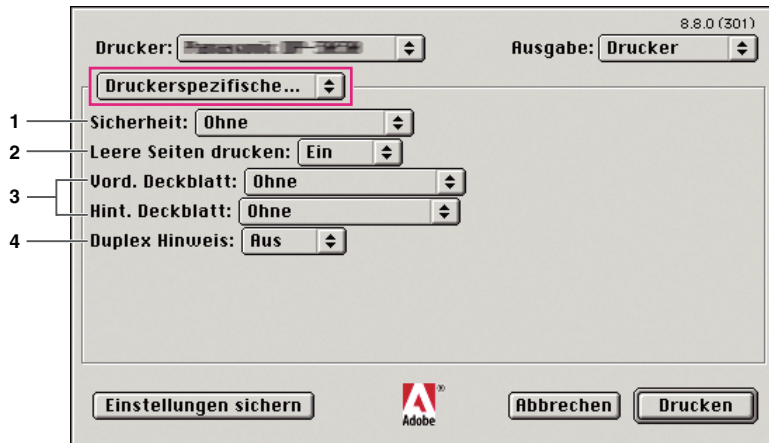 8.8.0 (301)
Drucker: Ausgabe: Drucker
Druckerspezifische...
1 Sicherheit: Ohne
2 Leere Seiten drucken: Ein
3
Vord. Deckblatt: Ohne
Hint. Deckblatt: Ohne
4 Duplex Hinweis: Aus
Einstellungen sichern Adobe ® Abbrechen Drucken